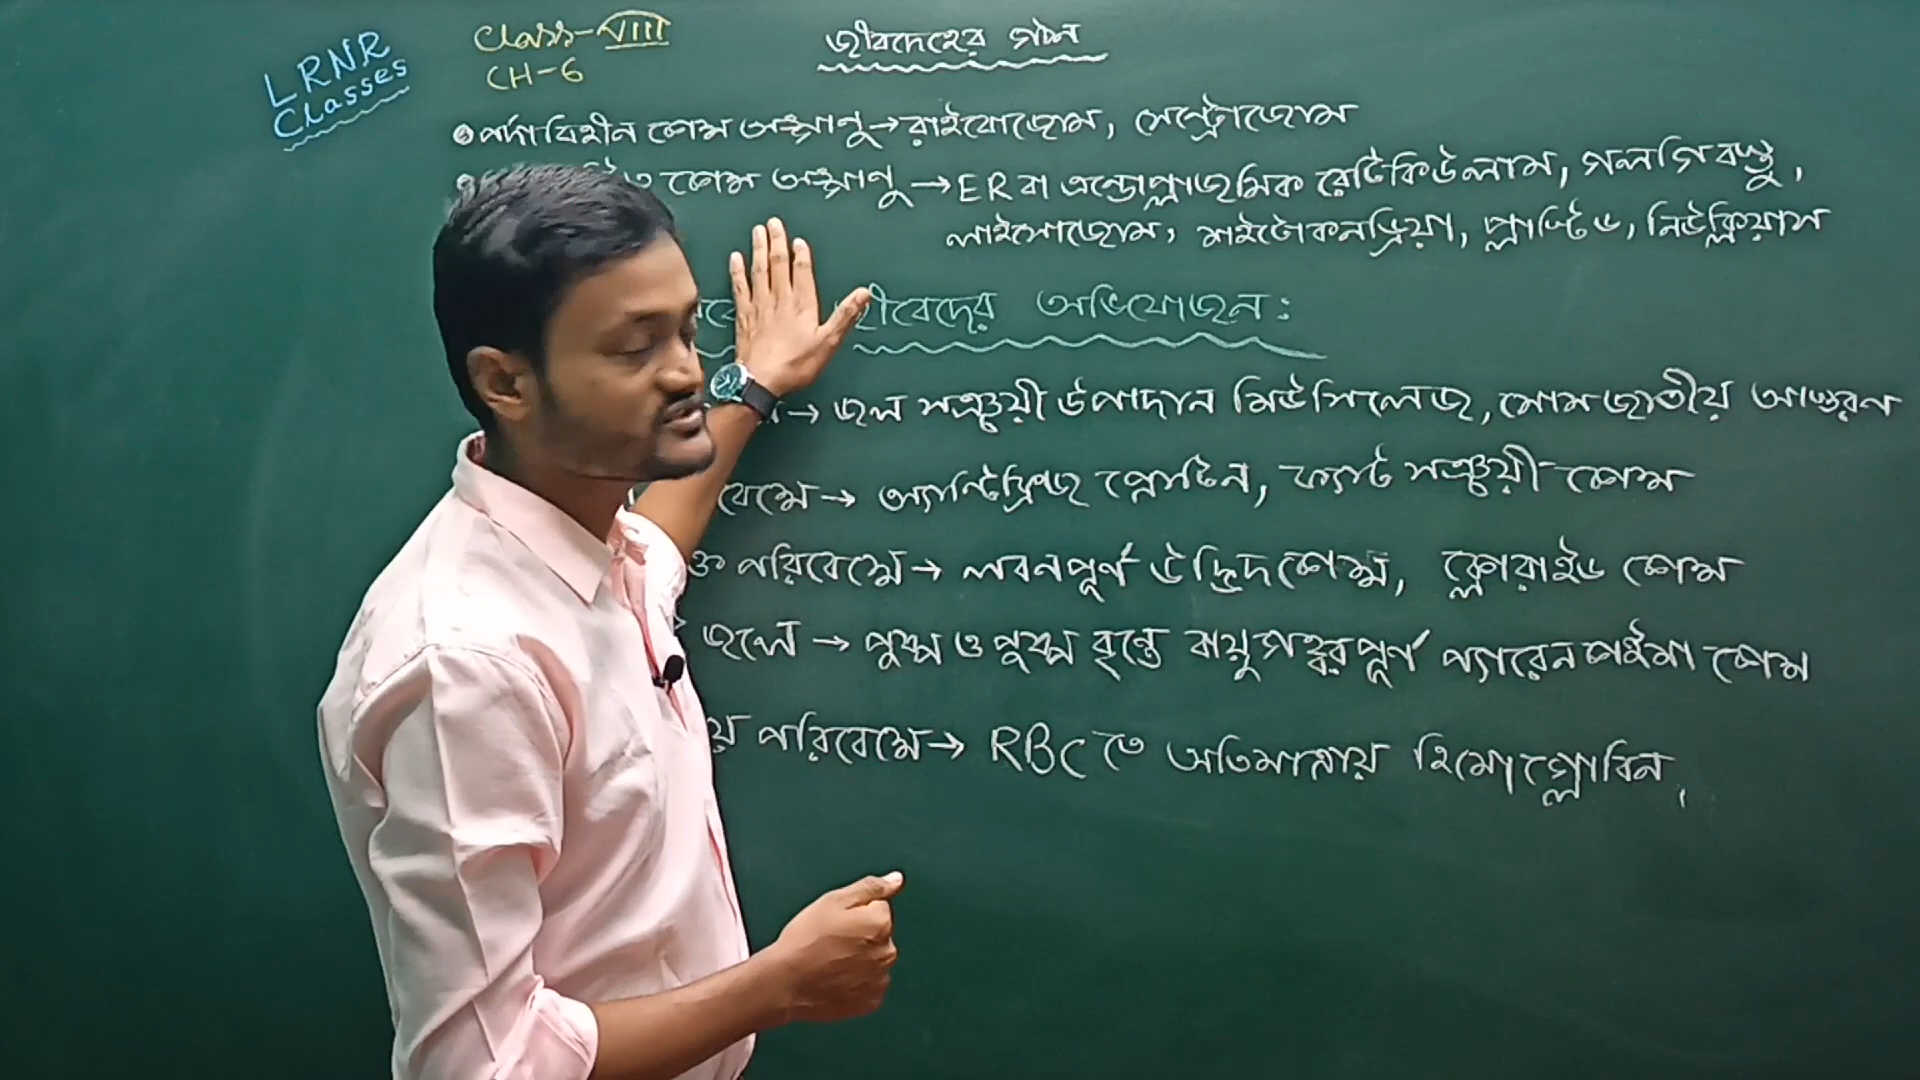 LRNR
Classes
Class-VIII
CH-6
জীবদেহের গঠন
পর্দাবিহীন কোশ অঙ্গাণু → রাইবোজোম, সেন্ট্রোজোম
কোশ অঙ্গাণু → ER বা এন্ডোপ্লাজমিক রেটিকিউলাম, গলগি বস্তু,
লাইসোজোম, মাইটোকনড্রিয়া, প্লাস্টিড, নিউক্লিয়াস
জীবেদের অভিযোজন:
→ জল সঞ্চয়ী উপাদান মিউসিলেজ, মোম জাতীয় আস্তরণ
বেশে → অ্যান্টিফ্রিজ প্রোটিন, ফ্যাট সঞ্চয়ী কোশ
পরিবেশে → লবনপূর্ণ উদ্ভিদকোশ, ক্লোরাইড কোশ
জলে → পুষ্প ও পুষ্প বৃন্তে বায়ুগহ্বরপূর্ণ প্যারেনকাইমা কোশ
য় পরিবেশে → RBC তে অতিমাত্রায় হিমোগ্লোবিন,